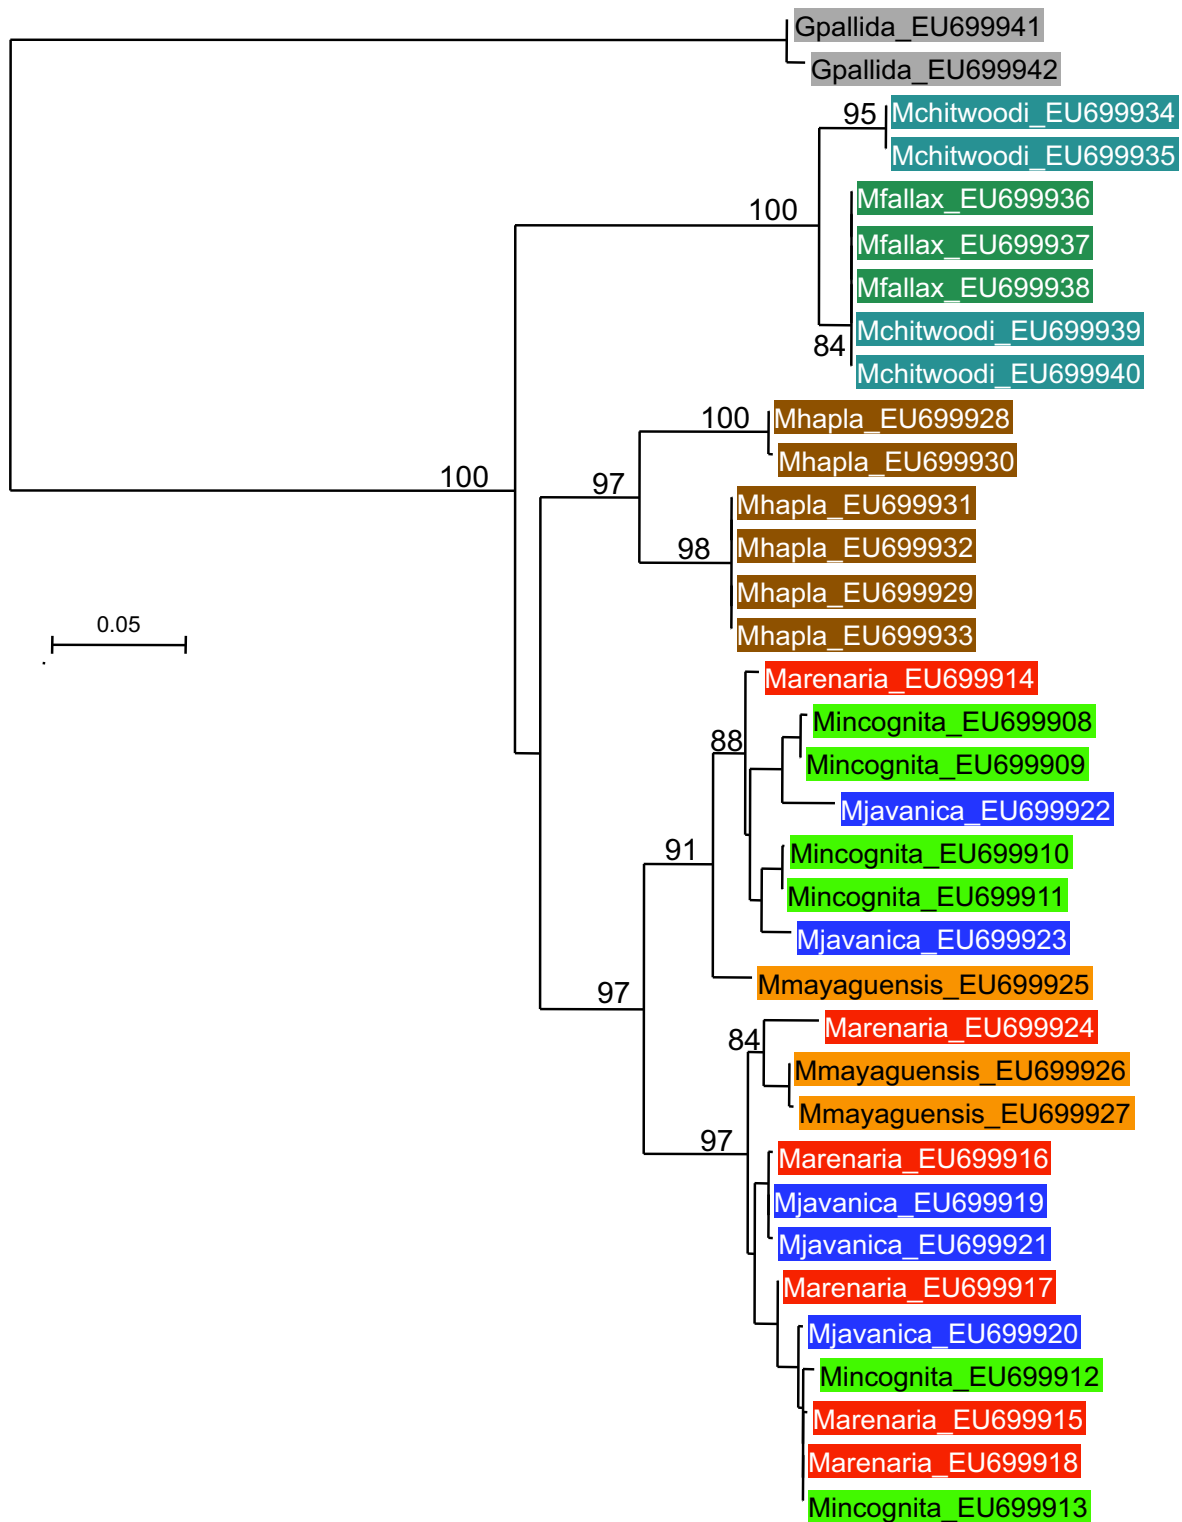 Gpallida_EU699941
Gpallida_EU699942
95
Mchitwoodi_EU699934
Mchitwoodi_EU699935
100
Mfallax_EU699936
Mfallax_EU699937
Mfallax_EU699938
Mchitwoodi_EU699939
84
Mchitwoodi_EU699940
100
Mhapla_EU699928
Mhapla_EU699930
100
97
Mhapla_EU699931
98
Mhapla_EU699932
Mhapla_EU699929
0.05
Mhapla_EU699933
Marenaria_EU699914
Mincognita_EU699908
88
Mincognita_EU699909
Mjavanica_EU699922
91
Mincognita_EU699910
Mincognita_EU699911
Mjavanica_EU699923
97
Mmayaguensis_EU699925
Marenaria_EU699924
84
Mmayaguensis_EU699926
Mmayaguensis_EU699927
97
Marenaria_EU699916
Mjavanica_EU699919
Mjavanica_EU699921
Marenaria_EU699917
Mjavanica_EU699920
Mincognita_EU699912
Marenaria_EU699915
Marenaria_EU699918
Mincognita_EU699913